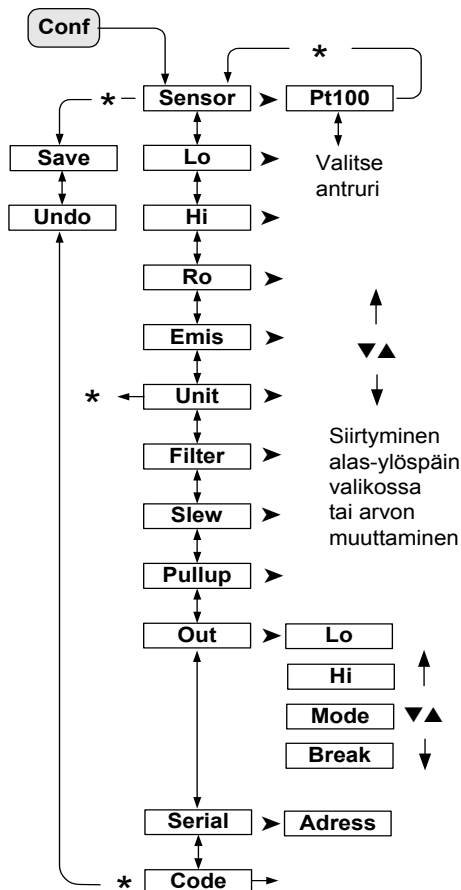 Conf
*
* Sensor Pt100
Save Lo Valitse
antruri
Undo Hi
Ro
Emis
* Unit
Siirtyminen
alas-ylöspäin
valikossa
tai arvon
muuttaminen
Filter
Slew
Pullup
Out Lo
Hi
Mode
Break
Serial Adress
* Code